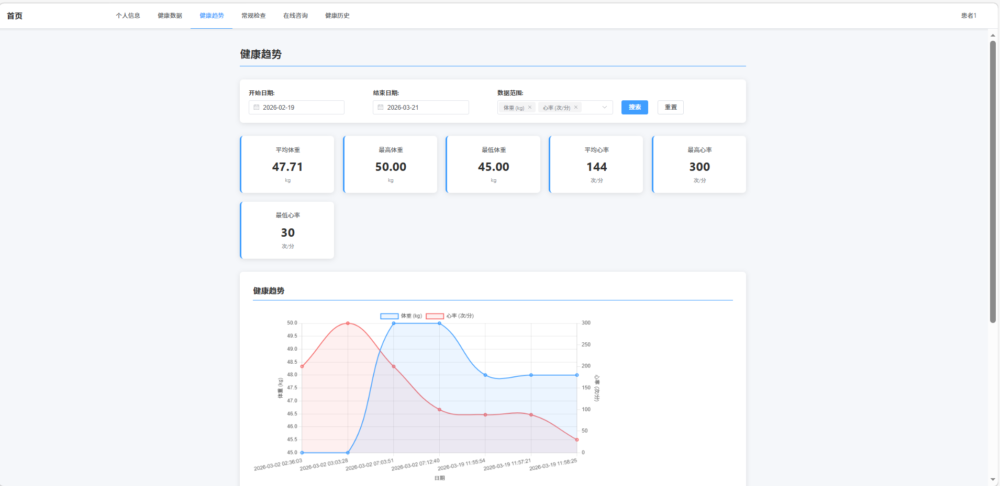 首页 个人信息 健康数据 健康趋势 常规检查 在线咨询 健康历史 患者1
健康趋势
开始日期: 结束日期: 数据范围:
2026-02-19 2026-03-21 体重 (kg) × 心率 (次/分) × 搜索 重置
平均体重 最高体重 最低体重 平均心率 最高心率
47.71 50.00 45.00 144 300
kg kg kg 次/分 次/分
最低心率
30
次/分
健康趋势
体重 (kg) 心率 (次/分)
50.0 300
49.5
49.0 250
48.5
48.0 200
47.5 150
47.0
46.5 100
46.0
45.5 50
45.0 0
体重 (kg)
心率 (次/分)
2026-03-02 02:36:03 2026-03-02 03:03:28 2026-03-02 07:03:51 2026-03-02 07:12:40 2026-03-19 11:55:54 2026-03-19 11:57:21 2026-03-19 11:58:25
日期